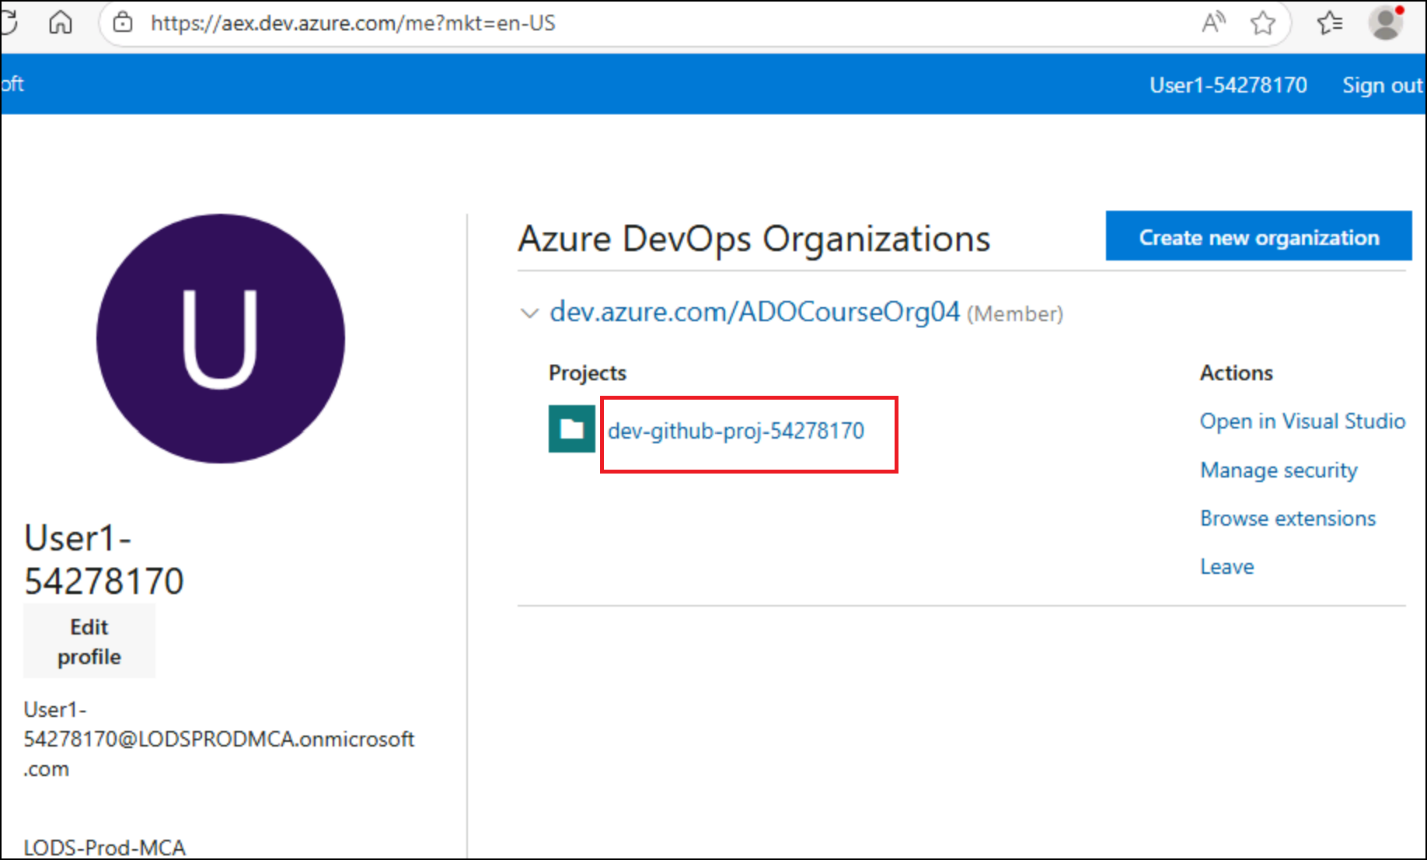 https://aex.dev.azure.com/me?mkt=en-US
oft
User1-54278170
Sign out
U
User1-
54278170
Edit
profile
User1-
54278170@LODSPRODMCA.onmicrosoft
.com
LODS-Prod-MCA
Azure DevOps Organizations
Create new organization
dev.azure.com/ADOCourseOrg04 (Member)
Projects
dev-github-proj-54278170
Actions
Open in Visual Studio
Manage security
Browse extensions
Leave